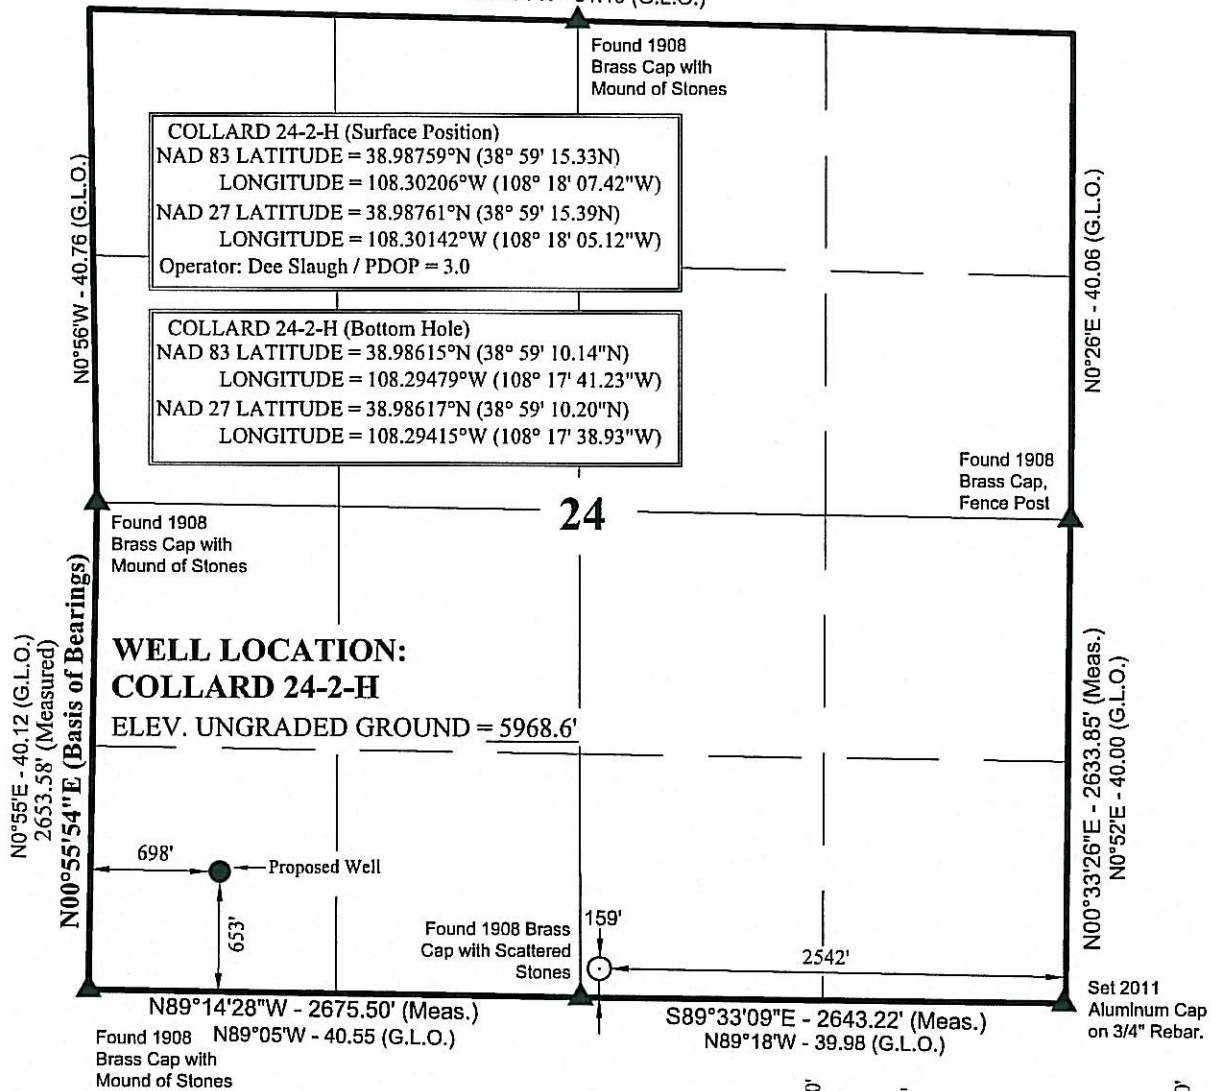 (G.L.O.)
Found 1908
Brass Cap with
Mound of Stones
COLLARD 24-2-H (Surface Position)
NAD 83 LATITUDE = 38.98759°N (38° 59' 15.33N)
LONGITUDE = 108.30206°W (108° 18' 07.42"W)
NAD 27 LATITUDE = 38.98761°N (38° 59' 15.39N)
LONGITUDE = 108.30142°W (108° 18' 05.12"W)
Operator: Dee Slaugh / PDOP = 3.0
N0°56'W - 40.76 (G.L.O.)
N0°26'E - 40.06 (G.L.O.)
COLLARD 24-2-H (Bottom Hole)
NAD 83 LATITUDE = 38.98615°N (38° 59' 10.14"N)
LONGITUDE = 108.29479°W (108° 17' 41.23"W)
NAD 27 LATITUDE = 38.98617°N (38° 59' 10.20"N)
LONGITUDE = 108.29415°W (108° 17' 38.93"W)
Found 1908
Brass Cap,
Fence Post
24
Found 1908
Brass Cap with
Mound of Stones
N0°55'E - 40.12 (G.L.O.)
2653.58' (Measured)
N00°55'54"E (Basis of Bearings)
WELL LOCATION:
COLLARD 24-2-H
ELEV. UNGRADED GROUND = 5968.6'
N00°33'26"E - 2633.85' (Meas.)
N0°52'E - 40.00 (G.L.O.)
698'
Proposed Well
653'
Found 1908 Brass
Cap with Scattered
Stones
159'
2542'
Set 2011
Aluminum Cap
on 3/4" Rebar.
N89°14'28"W - 2675.50' (Meas.)
N89°05'W - 40.55 (G.L.O.)
S89°33'09"E - 2643.22' (Meas.)
N89°18'W - 39.98 (G.L.O.)
Found 1908
Brass Cap with
Mound of Stones